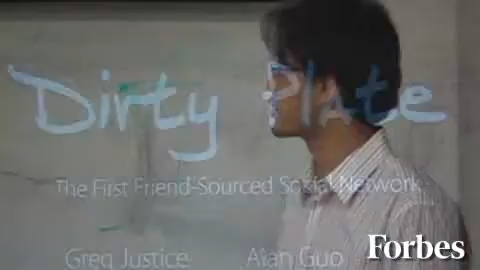 Dirty Plate
The First Friend-Sourced Social Network
Greg Justice Alan Guo
Forbes